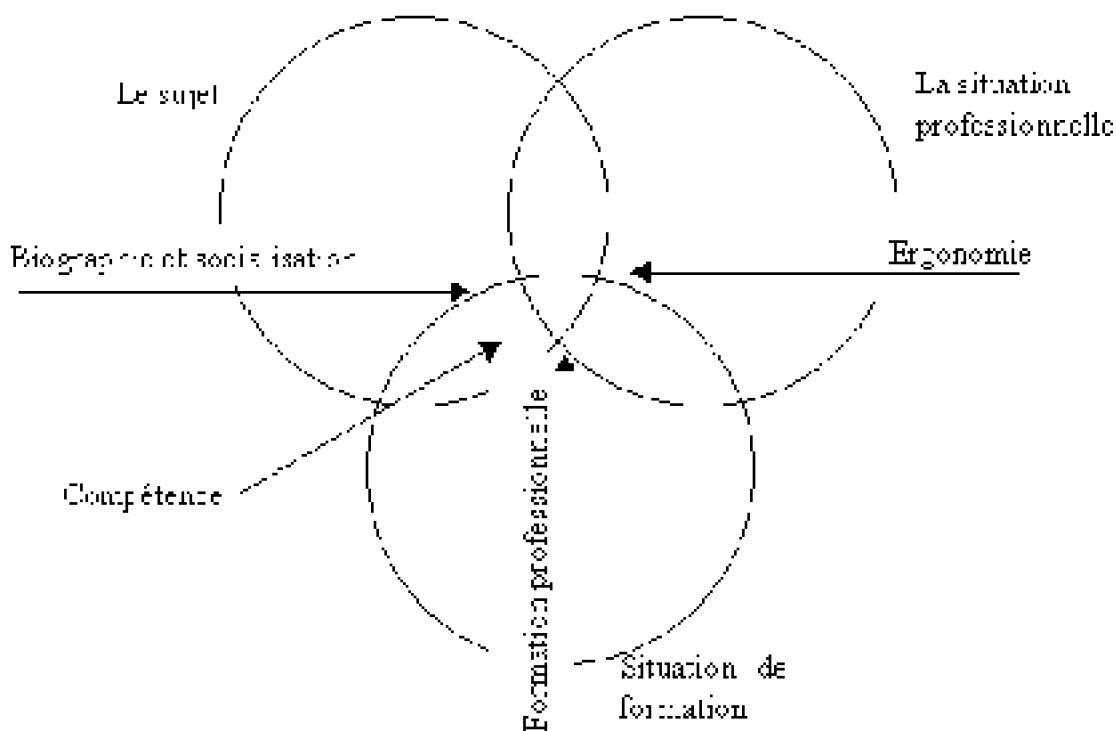 Le sujet
La situation
professionnelle
Biographie et socialisation
Ergonomie
Compétence
Formation professionnelle
Situation de
formation